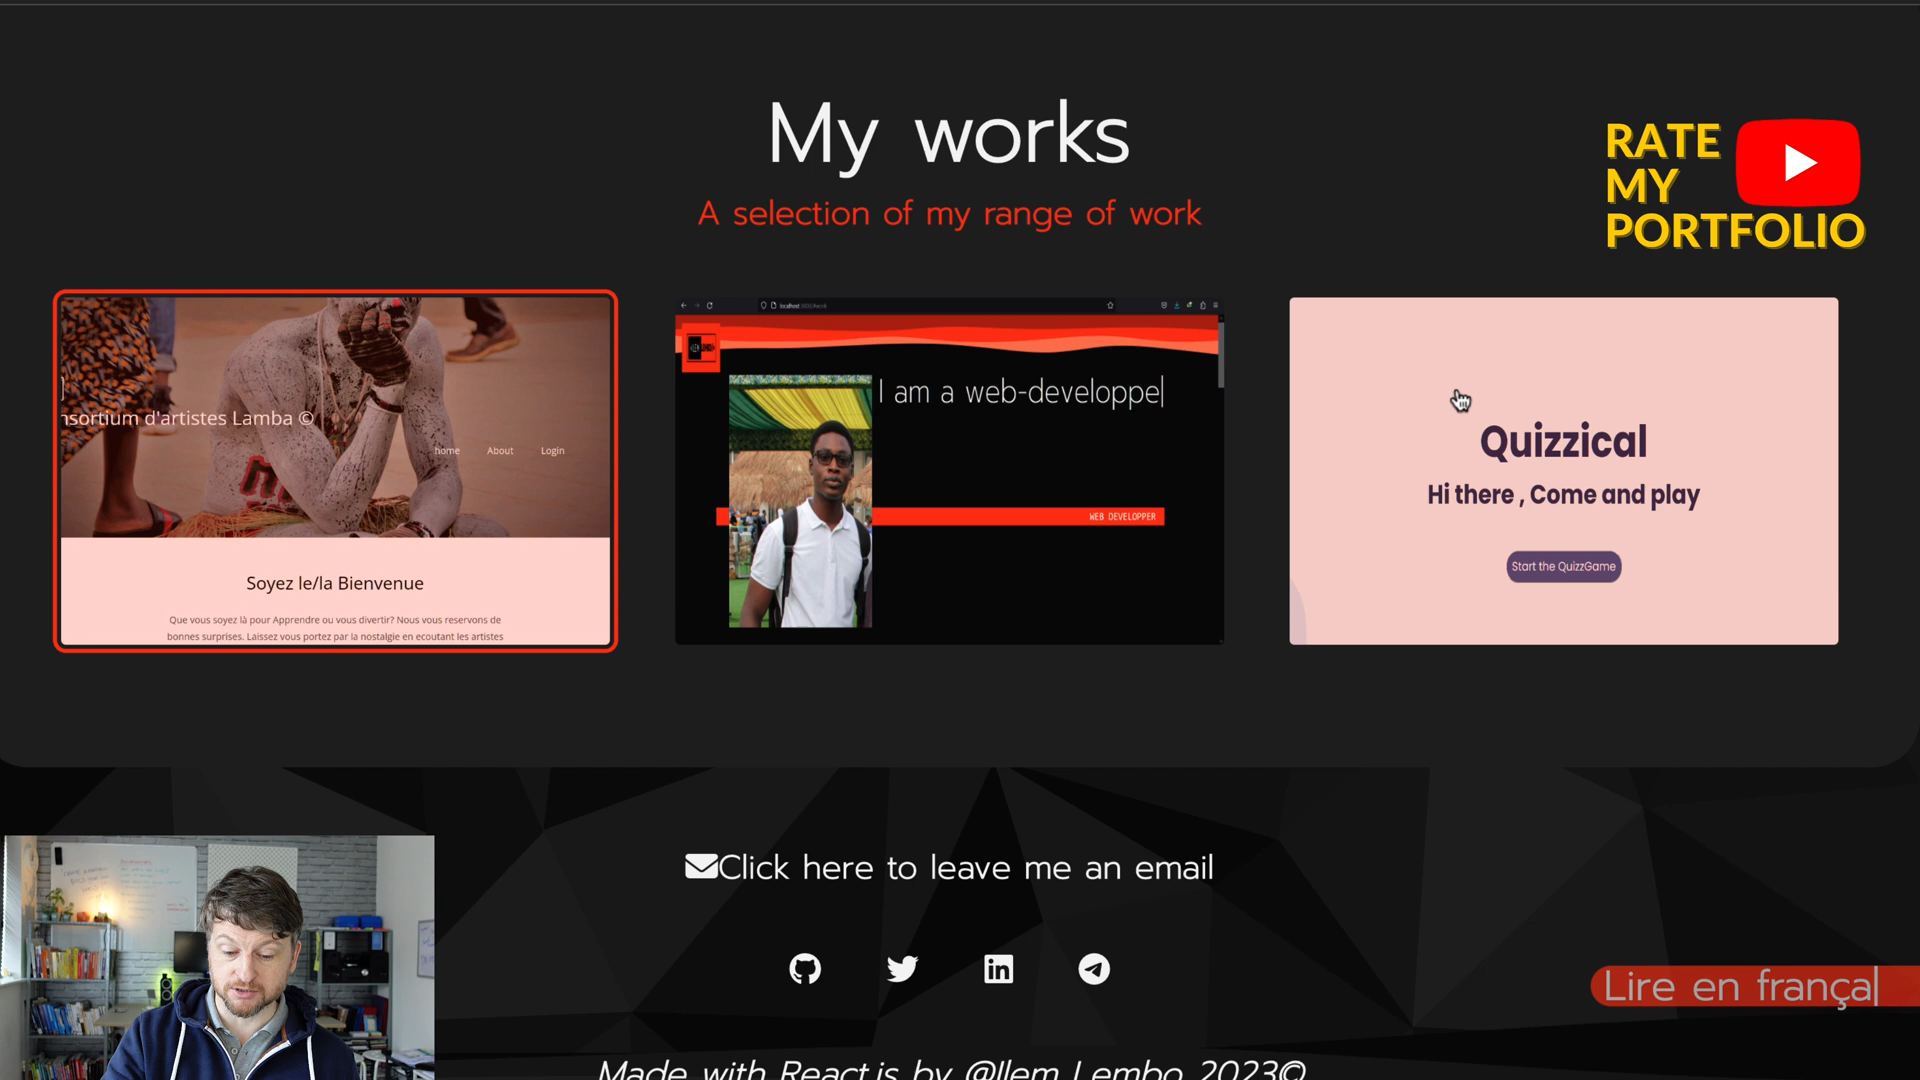 My works
A selection of my range of work
RATE
MY
PORTFOLIO
nsortium d'artistes Lamba ©
home About Login
Soyez le/la Bienvenue
Que vous soyez là pour Apprendre ou vous divertir? Nous vous reservons de
bonnes surprises. Laissez vous portez par la nostalgie en ecoutant les artistes
I am a web-developpe
WEB DEVELOPPER
Quizzical
Hi there , Come and play
Start the QuizzGame
Click here to leave me an email
in
Lire en françai
Made with React.js by @Ilem Lembo 2023©